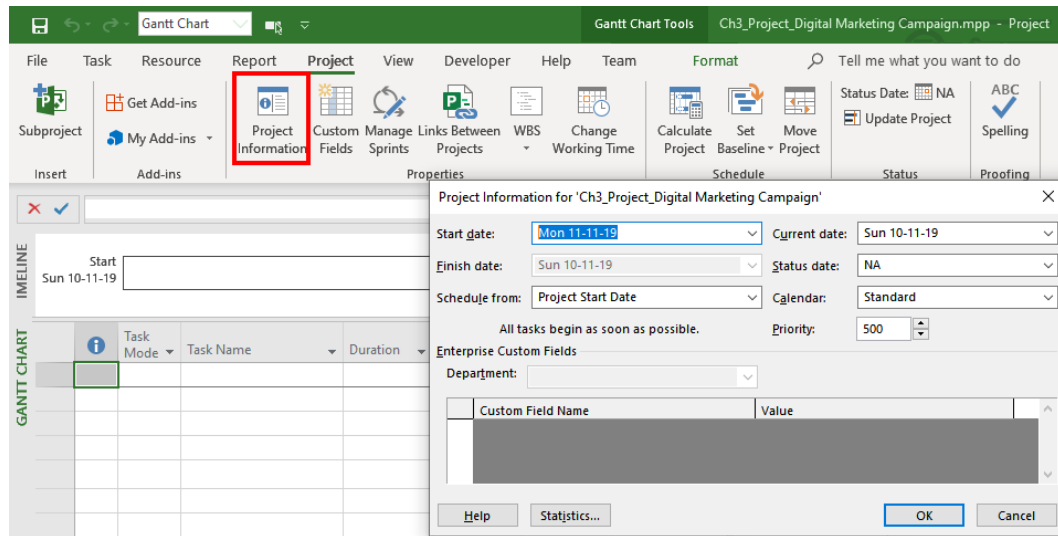 Gantt Chart
Gantt Chart Tools
Ch3_Project_Digital Marketing Campaign.mpp - Project
File Task Resource Report Project View Developer Help Team Format Tell me what you want to do
Subproject
Get Add-ins
My Add-ins
Project Information
Custom Fields
Manage Sprints
Links Between Projects
WBS
Change Working Time
Calculate Project
Set Baseline
Move Project
Status Date: NA
Update Project
ABC
Spelling
Insert Add-ins Properties Schedule Status Proofing
Project Information for 'Ch3_Project_Digital Marketing Campaign'
Start date: Mon 11-11-19 Current date: Sun 10-11-19
Finish date: Sun 10-11-19 Status date: NA
Schedule from: Project Start Date Calendar: Standard
All tasks begin as soon as possible. Priority: 500
Enterprise Custom Fields
Department:
Custom Field Name Value
Help Statistics... OK Cancel
IMELINE
Start
Sun 10-11-19
GANTT CHART
Task Mode Task Name Duration